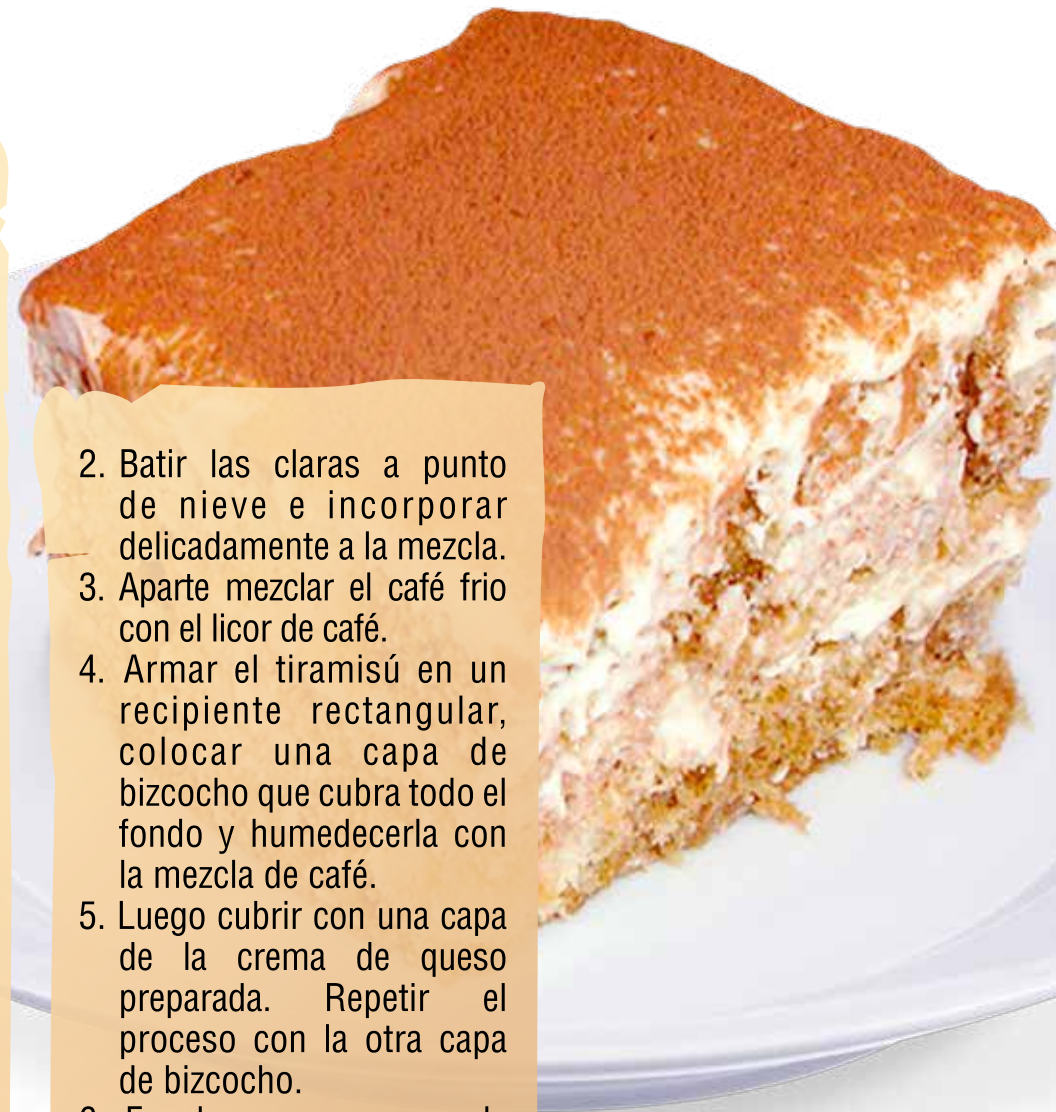 2. Batir las claras a punto
de nieve e incorporar
delicadamente a la mezcla.
3. Aparte mezclar el café frio
con el licor de café.
4. Armar el tiramisú en un
recipiente rectangular,
colocar una capa de
bizcocho que cubra todo el
fondo y humedecerla con
la mezcla de café.
5. Luego cubrir con una capa
de la crema de queso
preparada. Repetir el
proceso con la otra capa
de bizcocho.